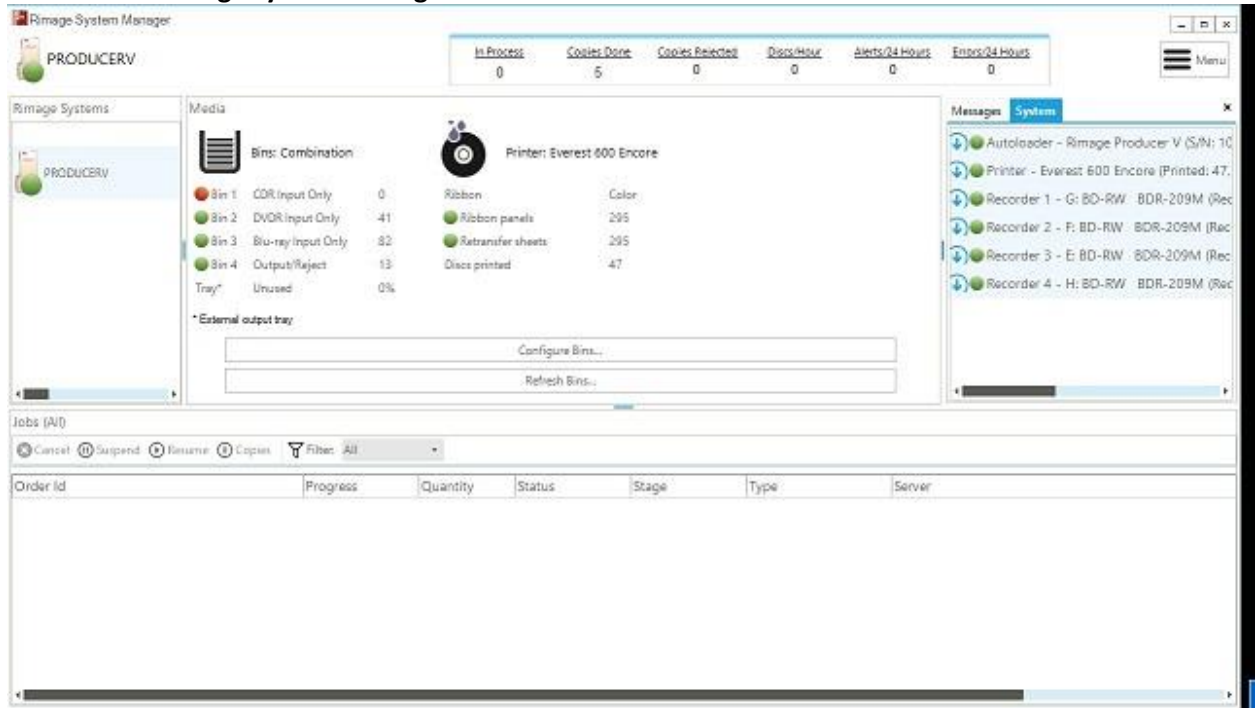 Rimage System Manager
PRODUCERV
In Process Copies Done Copies Rejected Discs/Hour Alerts/24 Hours Errors/24 Hours
0 5 0 0 0 0
Menu
Rimage Systems
PRODUCERV
Media
Bins: Combination
Bin 1 CDR Input Only 0
Bin 2 DVDR Input Only 41
Bin 3 Blu-ray Input Only 82
Bin 4 Output/Reject 13
Tray* Unused 0%
* External output tray
Printer: Everest 600 Encore
Ribbon Color
Ribbon panels 295
Retransfer sheets 295
Discs printed 47
Configure Bins...
Refresh Bins...
Messages System
Autoloader - Rimage Producer V (S/N: 10
Printer - Everest 600 Encore (Printed: 47,
Recorder 1 - G: BD-RW BDR-209M (Rec
Recorder 2 - F: BD-RW BDR-209M (Rec
Recorder 3 - E: BD-RW BDR-209M (Rec
Recorder 4 - H: BD-RW BDR-209M (Rec
Jobs (All)
Cancel Suspend Resume Copies Filter: All
Order Id Progress Quantity Status Stage Type Server